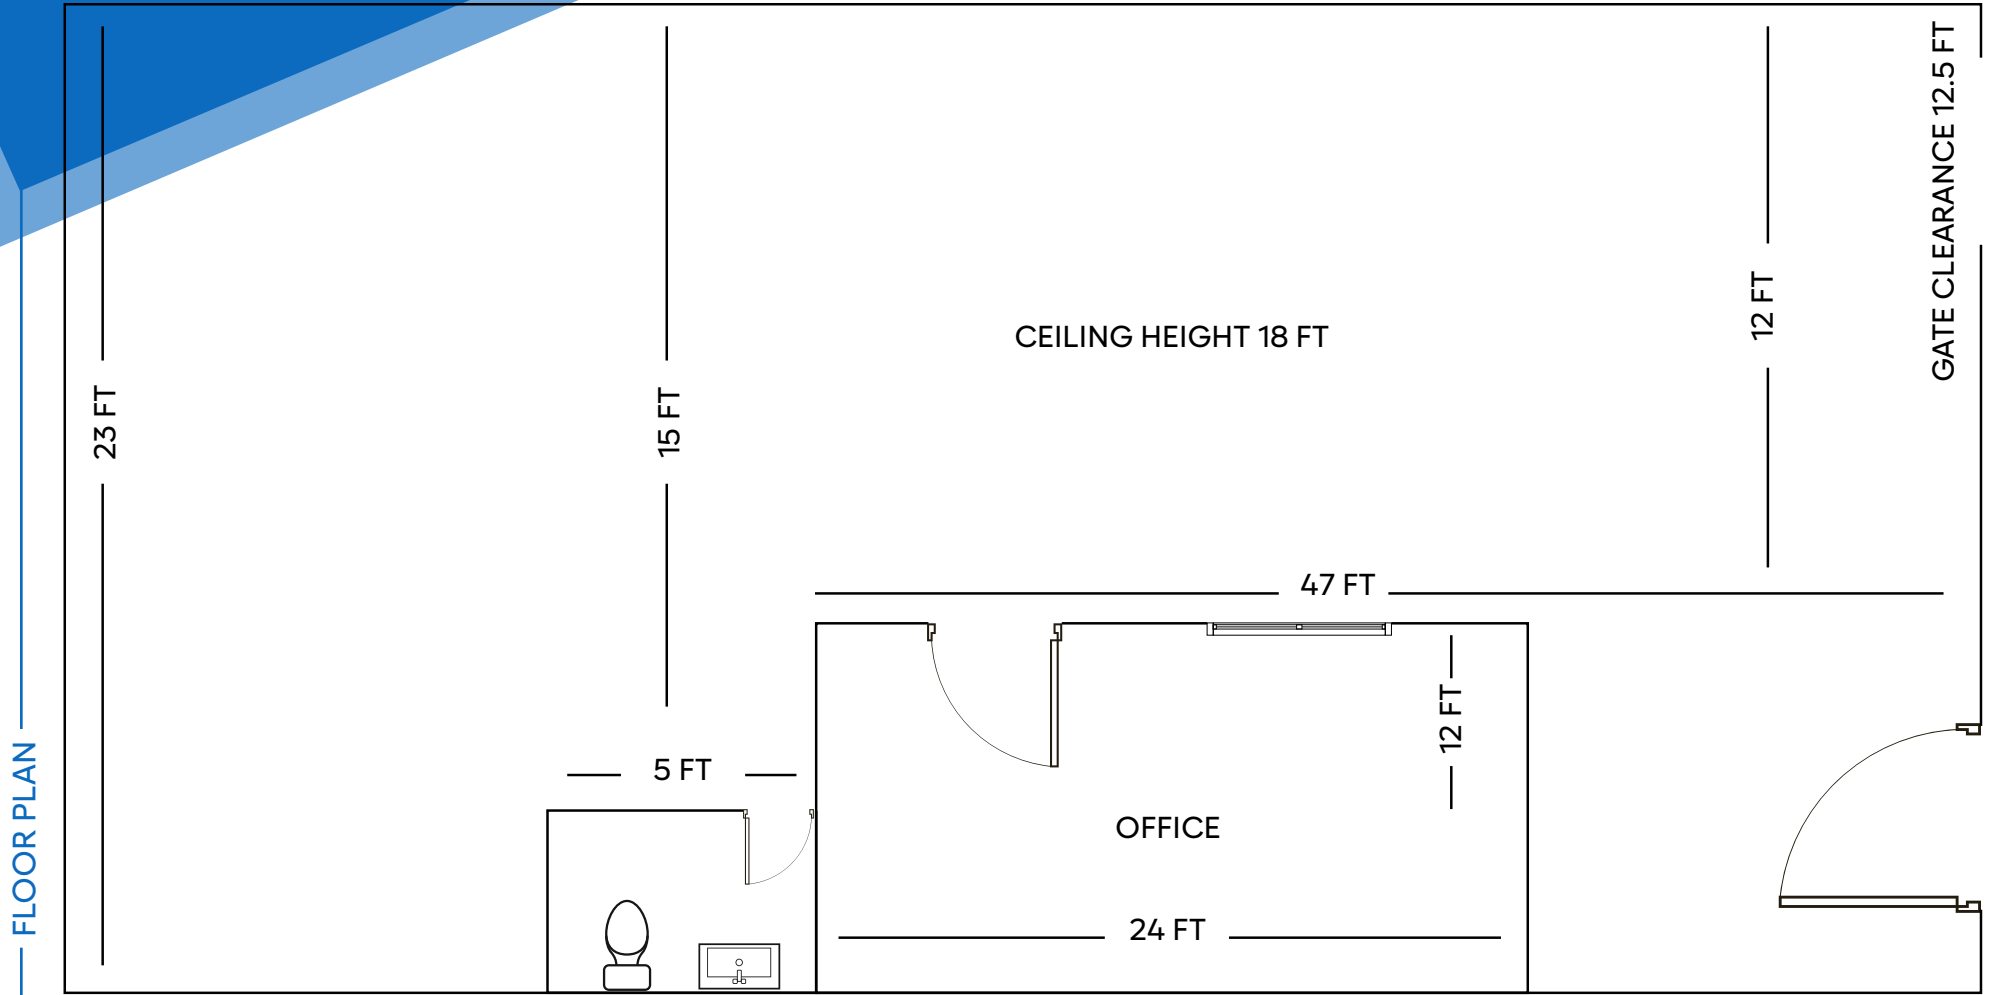 FLOOR PLAN
23 FT
15 FT
CEILING HEIGHT 18 FT
12 FT
GATE CLEARANCE 12.5 FT
47 FT
5 FT
12 FT
OFFICE
24 FT